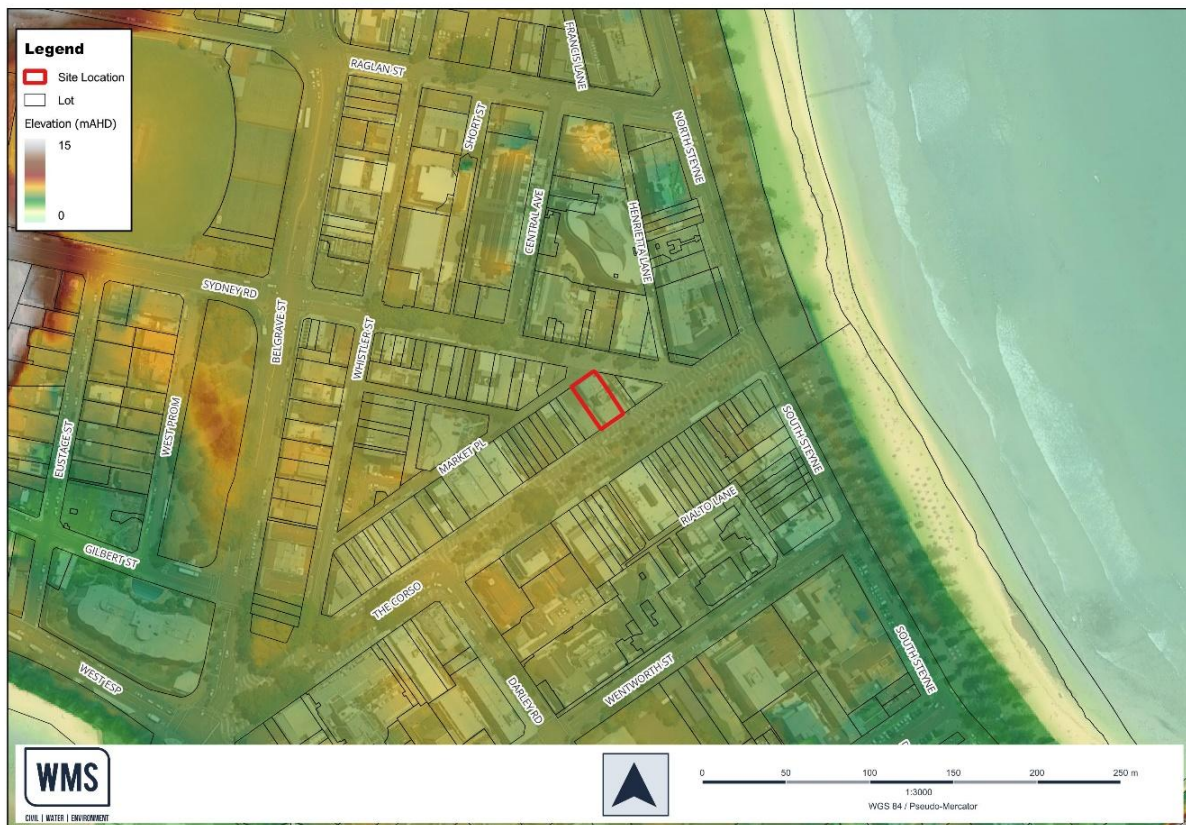 Legend
Site Location
Lot
Elevation (mAHD)
15
0
RAGLAN ST
FRANCIS LANE
SHORT ST
NORTH STEYNE
CENTRAL AVE
HENRIETTA LANE
SYDNEY RD
BELGRAVE ST
WHISTLER ST
EUSTACE ST
WEST PROM
MARKET PL
SOUTH STEYNE
RIALTO LANE
GILBERT ST
THE CORSO
WEST ESP
DARLEY RD
WENTWORTH ST
SOUTH STEYNE
WMS
CIVIL | WATER | ENVIRONMENT
0 50 100 150 200 250 m
1:3000
WGS 84 / Pseudo-Mercator